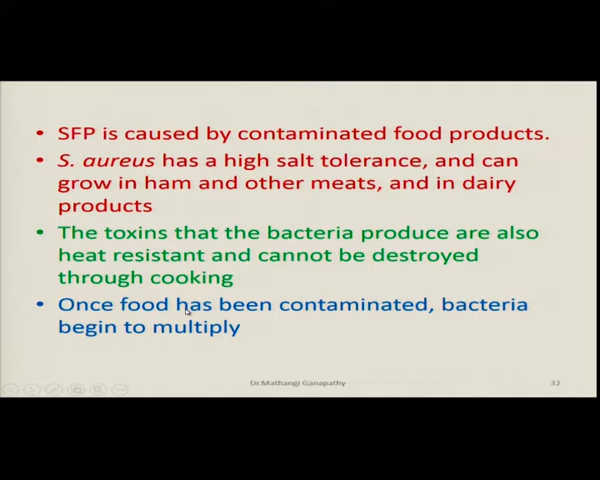 • SFP is caused by contaminated food products.
• S. aureus has a high salt tolerance, and can
grow in ham and other meats, and in dairy
products
• The toxins that the bacteria produce are also
heat resistant and cannot be destroyed
through cooking
• Once food has been contaminated, bacteria
begin to multiply
Dr.Mathangi Ganapathy
32